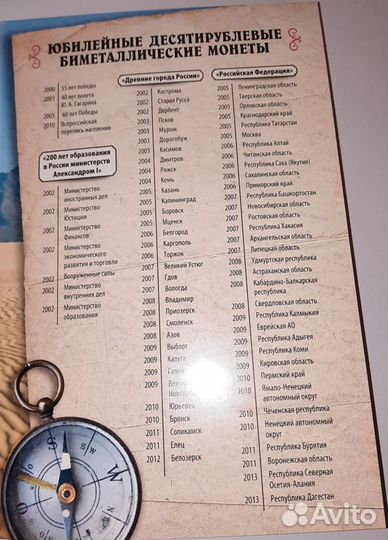 ЮБИЛЕЙНЫЕ ДЕСЯТИРУБЛЕВЫЕ
БИМЕТАЛЛИЧЕСКИЕ МОНЕТЫ
2000 55 лет победы
2001 40 лет полета
Ю. А. Гагарина
2005 60 лет Победы
2010 Всероссийская
перепись населения
«200 лет образования
в России министерств
Александром I»
2002 Министерство
иностранных дел
2002 Министерство
Юстиции
2002 Министерство
Финансов
2002 Министерство
экономического
развития и торговли
2002 Вооруженные силы
2002 Министерство
внутренних дел
2002 Министерство
образования
«Древние города России»
2002 Кострома
2002 Старая Русса
2002 Дербент
2003 Псков
2003 Муром
2003 Дорогобуж
2003 Касимов
2004 Дмитров
2004 Ряжск
2004 Кемь
2005 Казань
2005 Калининград
2005 Боровск
2005 Мценск
2006 Белгород
2006 Каргополь
2006 Торжок
2007 Великий Устюг
2007 Гдов
2007 Вологда
2008 Владимир
2008 Приозерск
2008 Смоленск
2008 Азов
2009 Выборг
2009 Калуга
2009
2009
2010 Юрьевец
2010 Брянск
2011 Соликамск
2011 Елец
2012 Белозерск
«Российская Федерация»
2005 Ленинградская область
2005 Тверская область
2005 Орловская область
2005 Краснодарский край
2005 Республика Татарстан
2005 Москва
2006 Республика Алтай
2006 Читинская область
2006 Республика Саха (Якутия)
2006 Сахалинская область
2006 Приморский край
2007 Республика Башкортостан
2007 Новосибирская область
2007 Ростовская область
2007 Республика Хакасия
2007 Архангельская область
2007 Липецкая область
2008 Удмуртская республика
2008 Астраханская область
2008 Кабардино-Балкарская
республика
2008 Свердловская область
2009 Республика Калмыкия
2009 Еврейская АО
2009 Республика Адыгея
2009 Республика Коми
2009 Кировская область
2010 Пермский край
2010 Ямало-Ненецкий
автономный округ
2010 Чеченская республика
2010 Ненецкий автономный
округ
2011 Республика Бурятия
2011 Воронежская область
2013 Республика Северная
Осетия-Алания
2013 Республика Дагестан
S
W
Avito